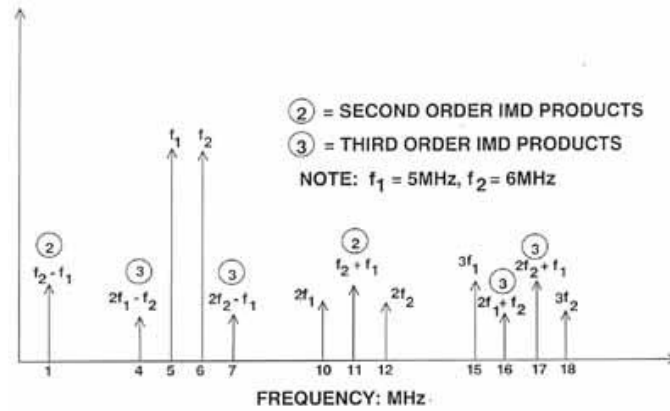 ② = SECOND ORDER IMD PRODUCTS
③ = THIRD ORDER IMD PRODUCTS
NOTE: f₁ = 5MHz, f₂ = 6MHz
f₁ f₂
② ③ ③ ② ③ ③
f₂ - f₁ 2f₁ - f₂ 2f₂ - f₁ 2f₁ f₂ + f₁ 2f₂ 3f₁ 2f₁ + f₂ 2f₂ + f₁ 3f₂
1 4 5 6 7 10 11 12 15 16 17 18
FREQUENCY: MHz